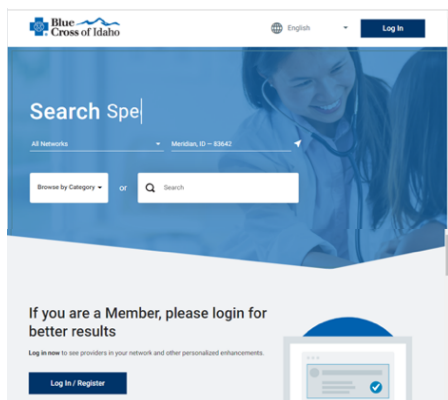 Blue
Cross of Idaho
English
Log In
Search Spe
All Networks
Meridian, ID – 83642
Browse by Category
or
Search
If you are a Member, please login for
better results
Log in now to see providers in your network and other personalized enhancements.
Log In / Register